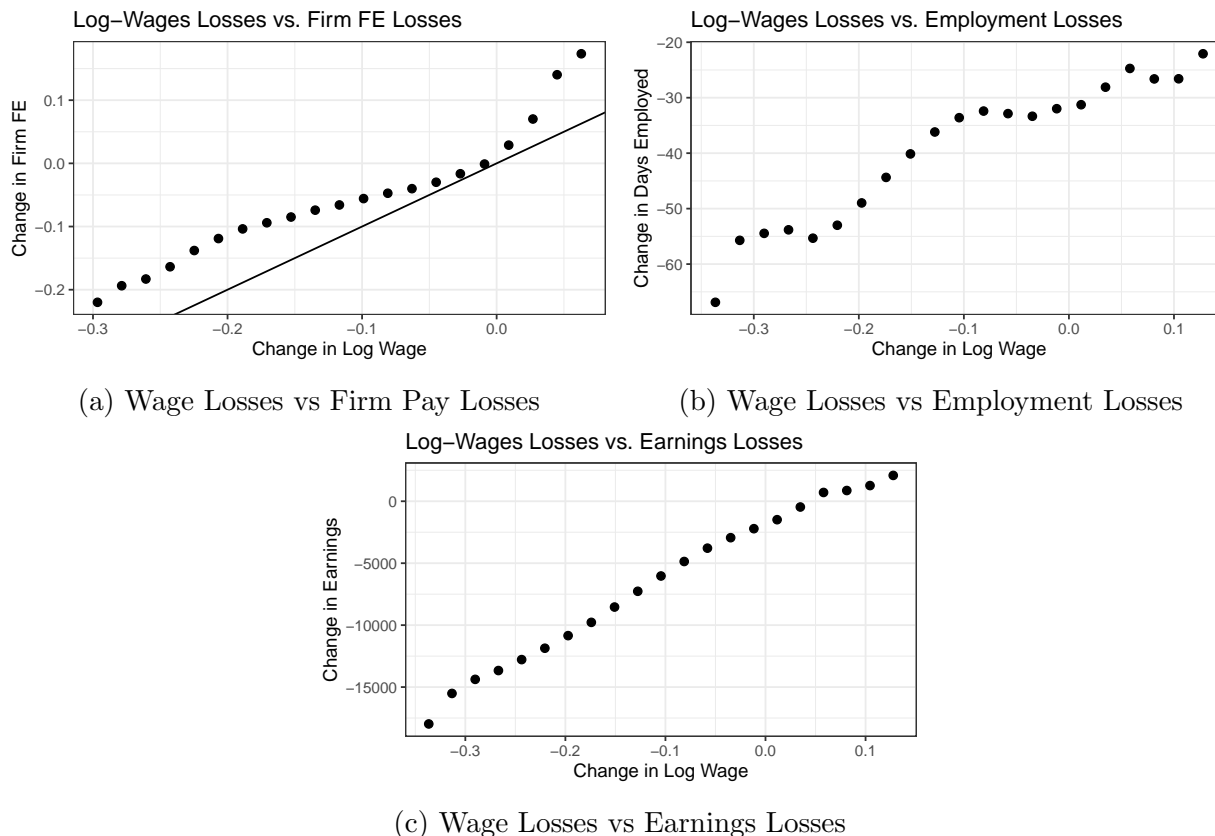 Log−Wages Losses vs. Firm FE Losses
Change in Firm FE
0.1
0.0
−0.1
−0.2
−0.3
−0.2
−0.1
0.0
Change in Log Wage
(a) Wage Losses vs Firm Pay Losses
Log−Wages Losses vs. Employment Losses
Change in Days Employed
−20
−30
−40
−50
−60
−0.3
−0.2
−0.1
0.0
0.1
Change in Log Wage
(b) Wage Losses vs Employment Losses
Log−Wages Losses vs. Earnings Losses
Change in Earnings
0
−5000
−10000
−15000
−0.3
−0.2
−0.1
0.0
0.1
Change in Log Wage
(c) Wage Losses vs Earnings Losses